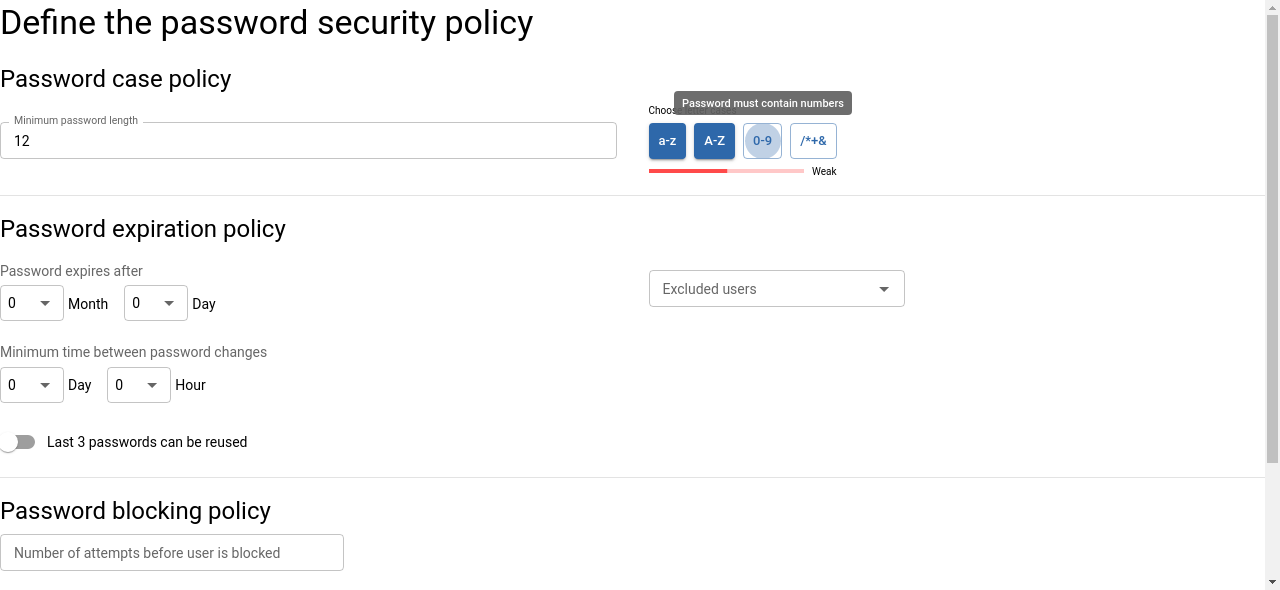 Define the password security policy
Password case policy
Password must contain numbers
Minimum password length
12
a-z
A-Z
0-9
/*+&
Weak
Password expiration policy
Password expires after
0
Month
0
Day
Excluded users
Minimum time between password changes
0
Day
0
Hour
Last 3 passwords can be reused
Password blocking policy
Number of attempts before user is blocked